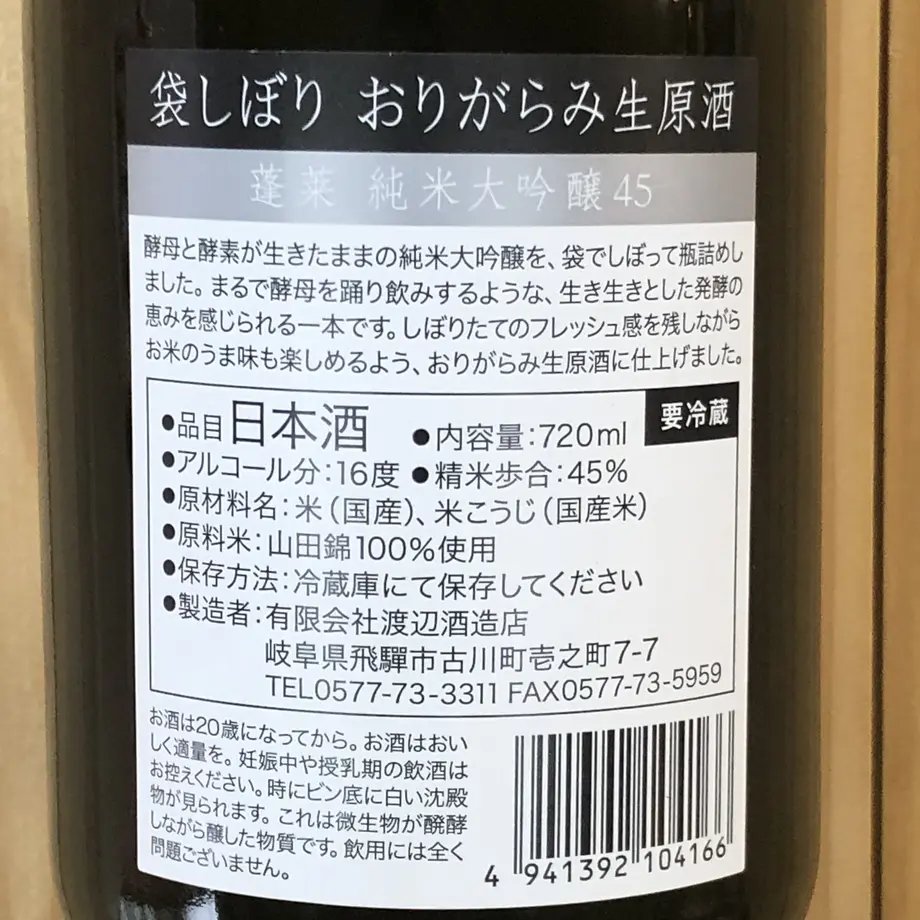 袋しぼり おりがらみ生原酒
蓬莱 純米大吟醸45
酵母と酵素が生きたままの純米大吟醸を、袋でしぼって瓶詰めし
ました。まるで酵母を踊り飲みするような、生き生きとした発酵の
恵みを感じられる一本です。しぼりたてのフレッシュ感を残しながら
お米のうま味も楽しめるよう、おりがらみ生原酒に仕上げました。
要冷蔵
●品目 日本酒 ●内容量:720ml
●アルコール分:16度 ●精米歩合:45%
●原材料名:米(国産)、米こうじ(国産米)
●原料米:山田錦100%使用
●保存方法:冷蔵庫にて保存してください
●製造者:有限会社渡辺酒造店
岐阜県飛騨市古川町壱之町7-7
TEL0577-73-3311 FAX0577-73-5959
お酒は20歳になってから。お酒はおい
しく適量を。妊娠中や授乳期の飲酒は
お控えください。時にビン底に白い沈殿
物が見られます。これは微生物が醗酵
しながら醸した物質です。飲用には全く
問題ございません。
4 941392 104166